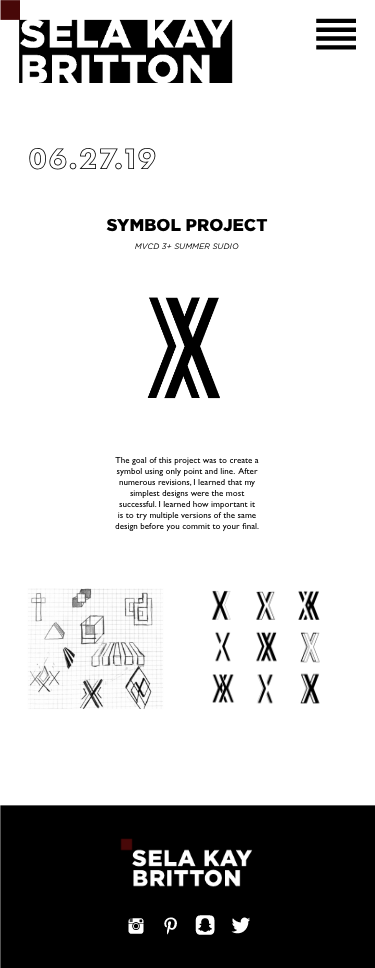 SELA KAY
BRITTON
06.27.19
SYMBOL PROJECT
MVCD 3+ SUMMER SUDIO
The goal of this project was to create a
symbol using only point and line. After
numerous revisions, I learned that my
simplest designs were the most
successful. I learned how important it
is to try multiple versions of the same
design before you commit to your final.
SELA KAY
BRITTON